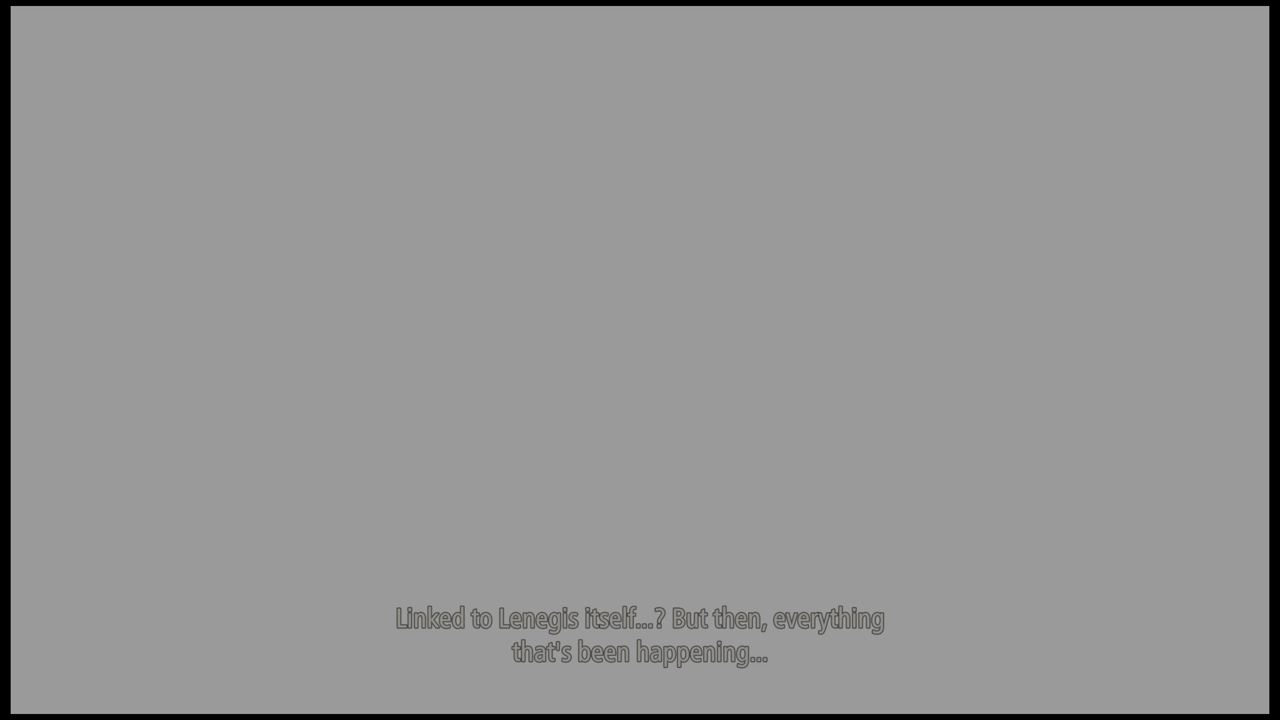 Linked to Lenegis itself...? But then, everything
that's been happening...